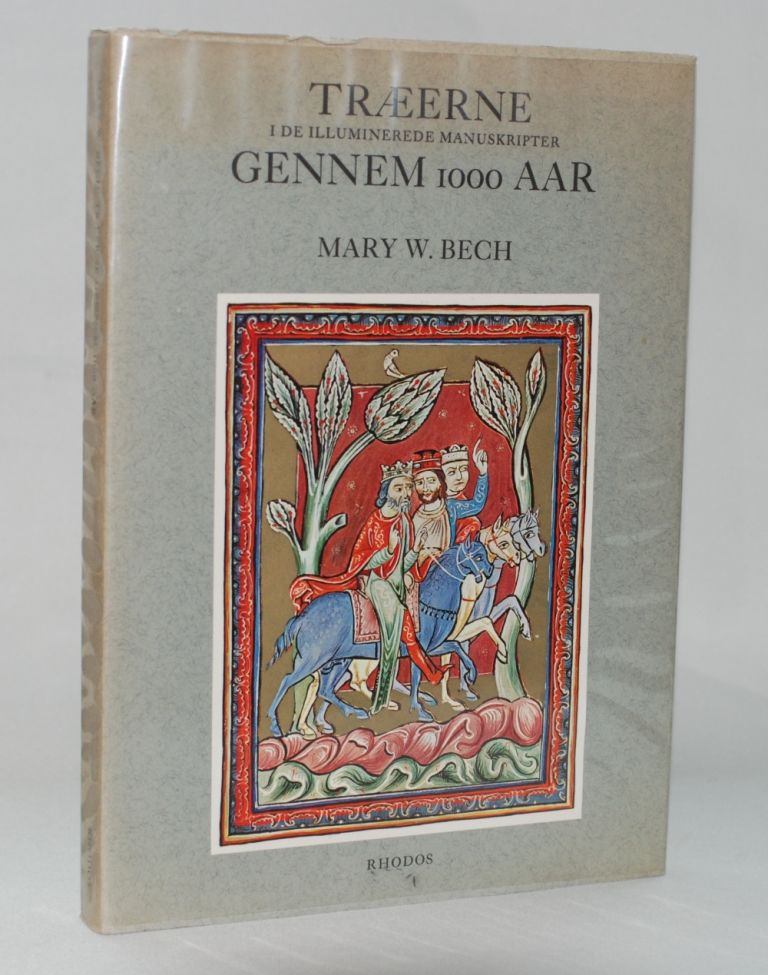 TRÆERNE
I DE ILLUMINEREDE MANUSKRIPTER
GENNEM 1000 AAR
MARY W. BECH
RHODOS